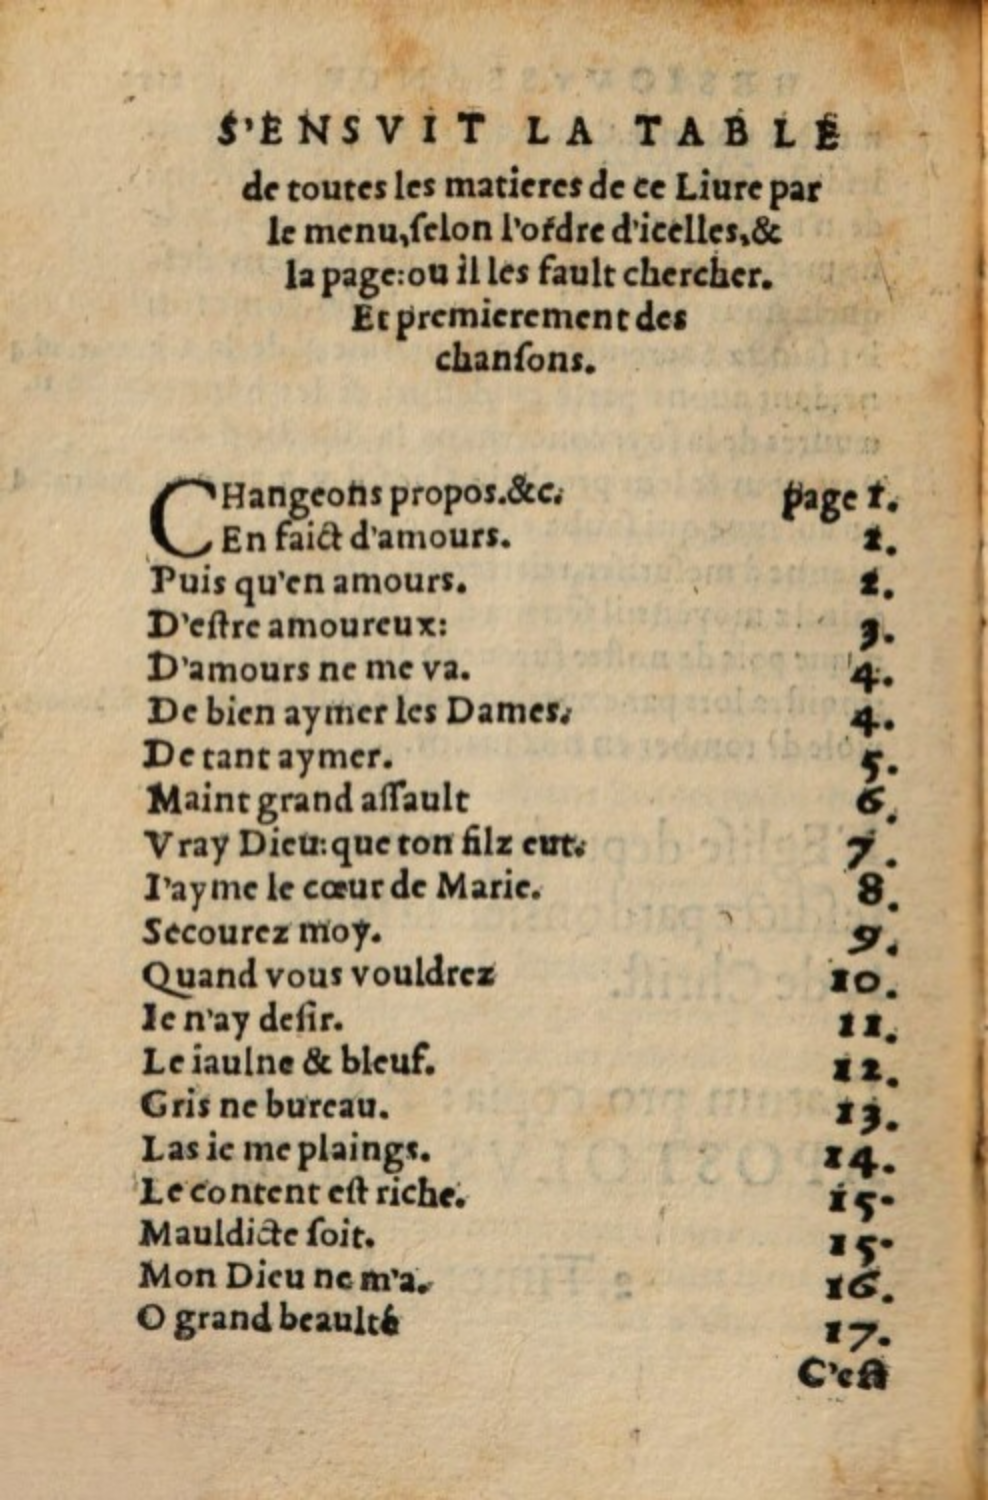 S'ENSVIT LA TABLE
de toutes les matieres de ce Liure par
le menu, ſelon l'ordre d'icelles, &
la page: ou il les fault chercher.
Et premierement des
chanſons.
CHangeons propos. &c. page 1.
En faict d'amours. 2.
Puis qu'en amours. 2.
D'eſtre amoureux: 3.
D'amours ne me va. 4.
De bien aymer les Dames. 4.
De tant aymer. 5.
Maint grand aſſault 6.
Vray Dieu: que ton filz eut. 7.
I'ayme le cœur de Marie. 8.
Secourez moy. 9.
Quand vous vouldrez 10.
Ie n'ay deſir. 11.
Le iaulne & bleuf. 12.
Gris ne bureau. 13.
Las ie me plaings. 14.
Le content eſt riche. 15.
Mauldicte ſoit. 15.
Mon Dieu ne m'a. 16.
O grand beaulté 17.
C'eſt